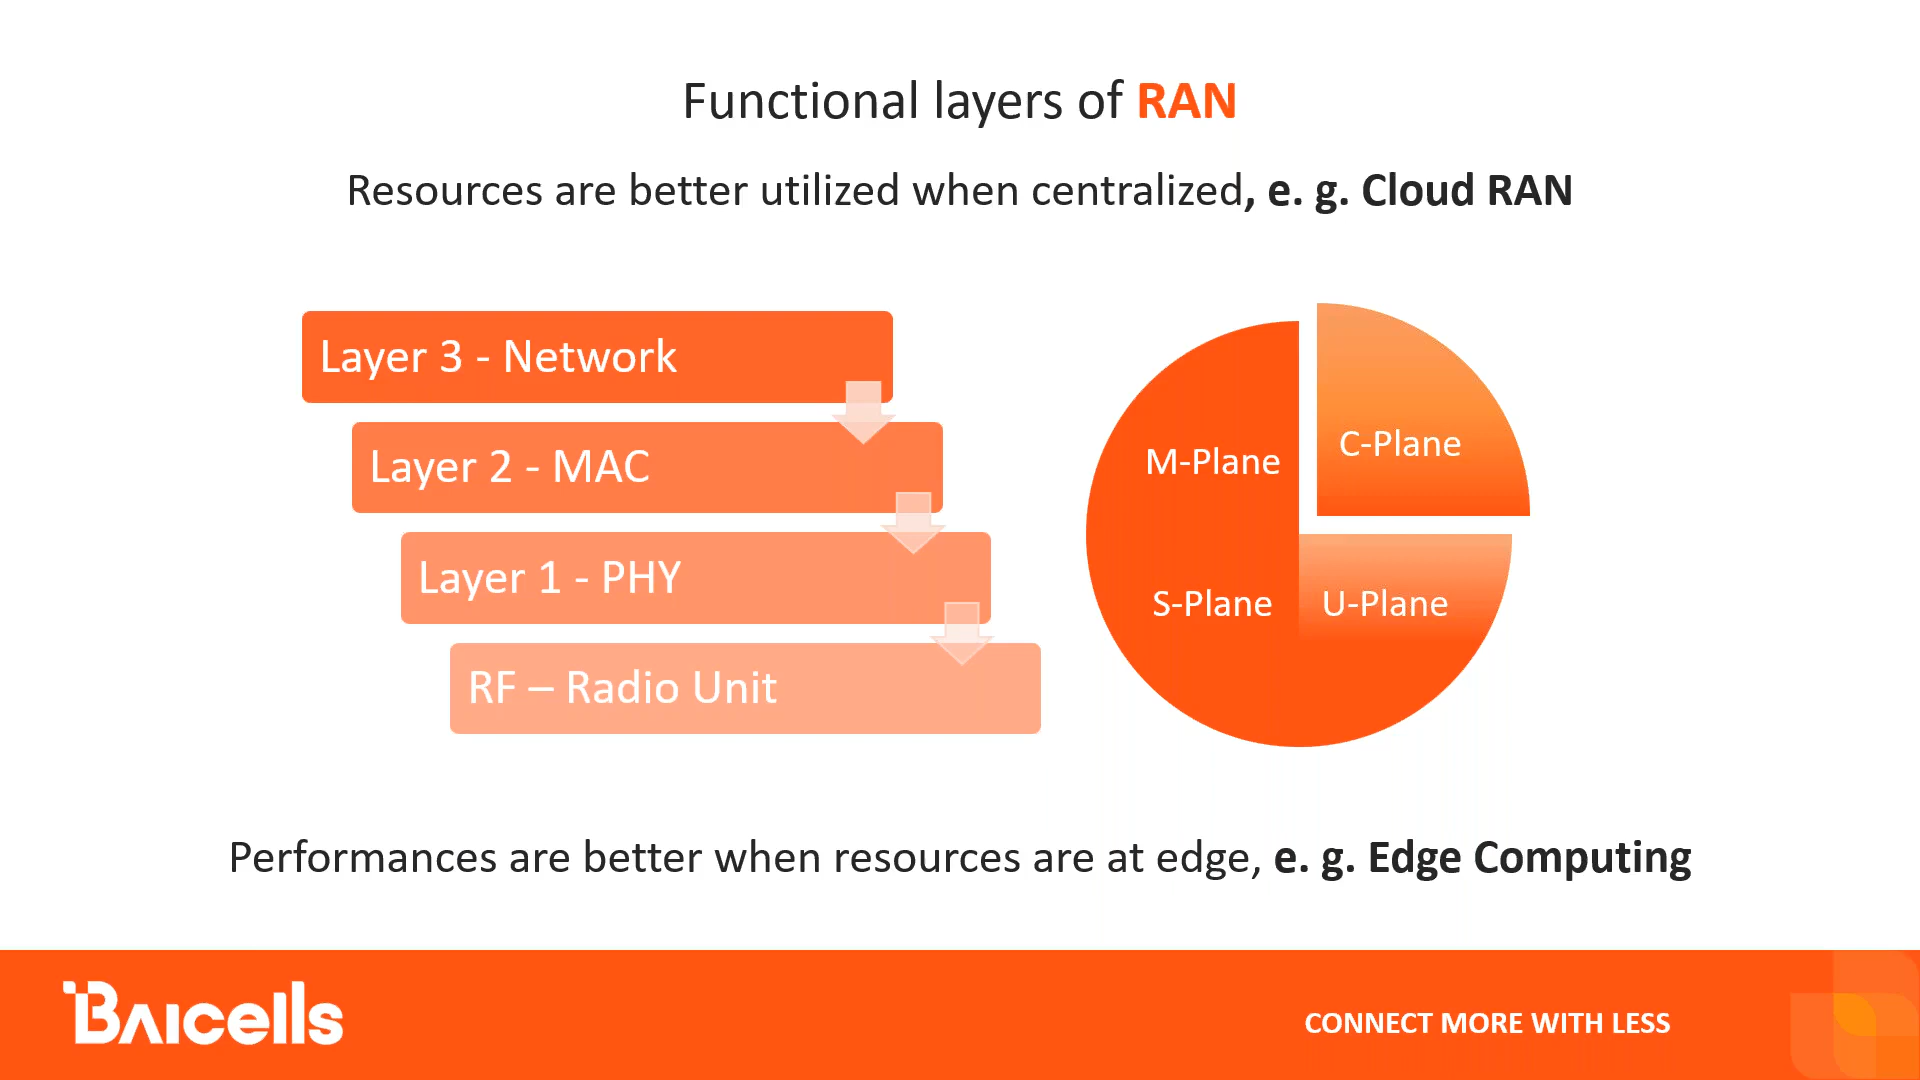 Functional layers of RAN
Resources are better utilized when centralized, e. g. Cloud RAN
Layer 3 - Network
Layer 2 - MAC
Layer 1 - PHY
RF – Radio Unit
C-Plane
M-Plane
S-Plane
U-Plane
Performances are better when resources are at edge, e. g. Edge Computing
BAicells
CONNECT MORE WITH LESS